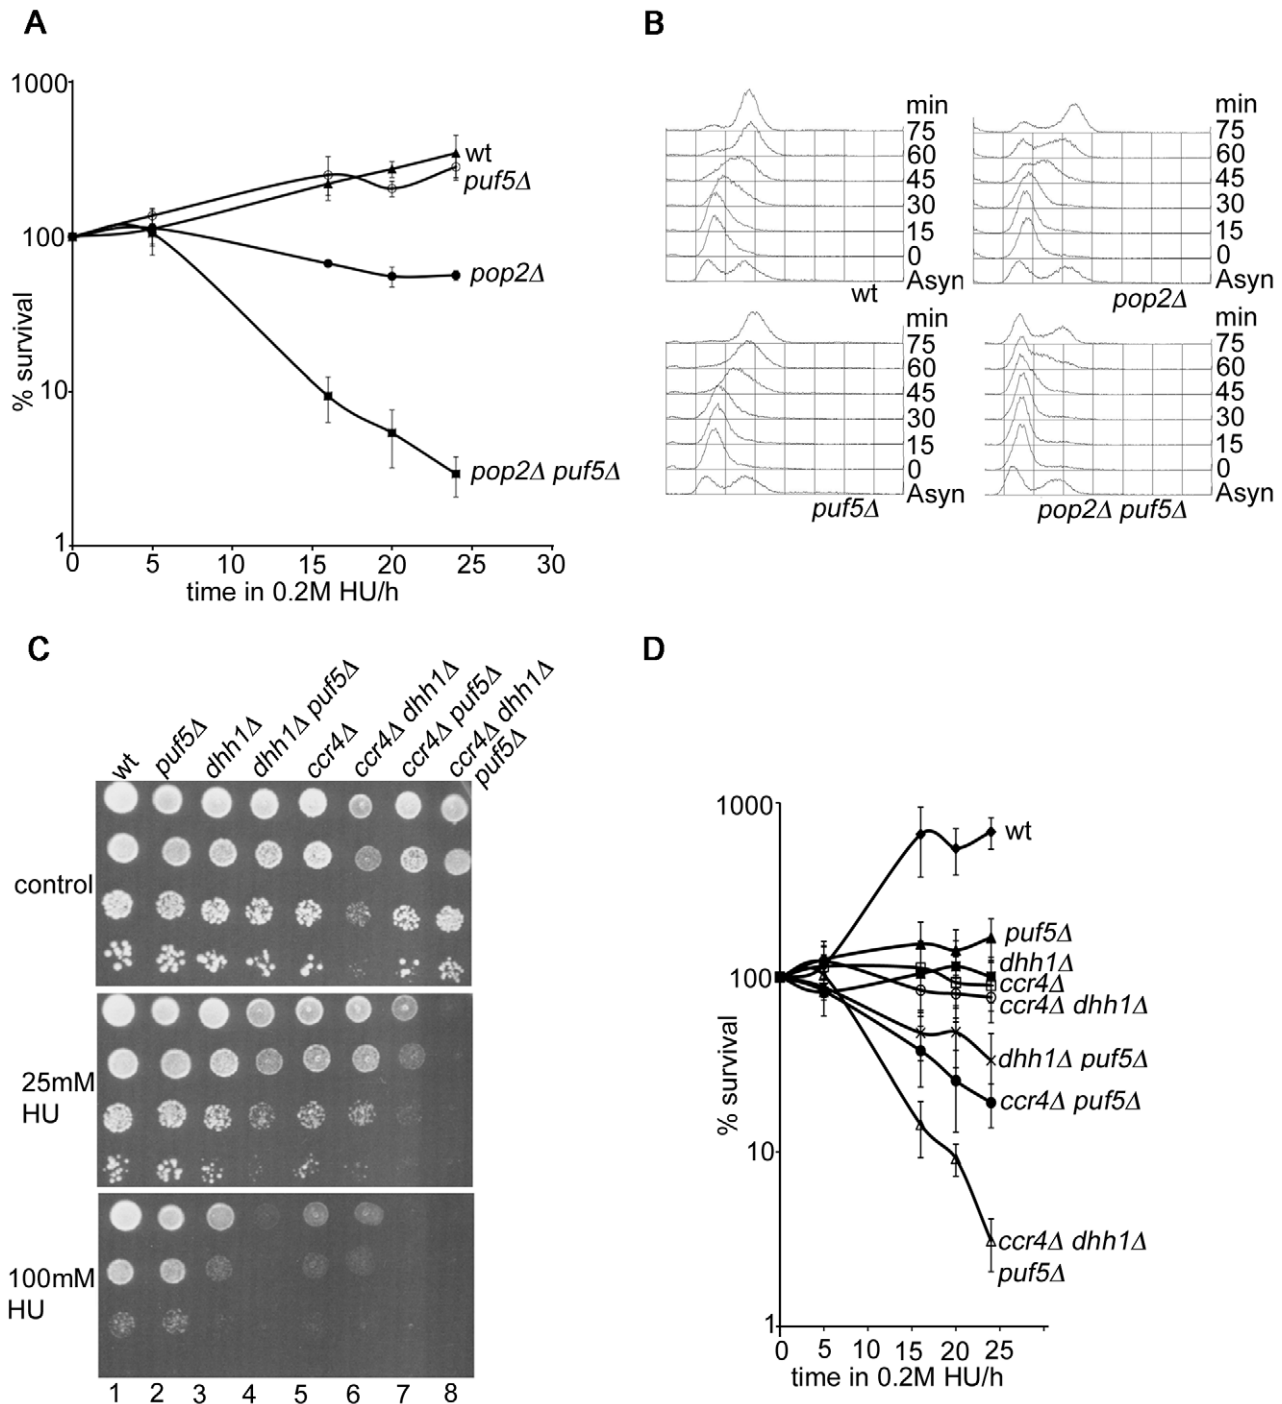 A
1000
100
10
1
% survival
wt
puf5Δ
pop2Δ
pop2Δ puf5Δ
0 5 10 15 20 25 30
time in 0.2M HU/h
B
min
75
60
45
30
15
0
Asyn
wt
min
75
60
45
30
15
0
Asyn
pop2Δ
min
75
60
45
30
15
0
Asyn
puf5Δ
min
75
60
45
30
15
0
Asyn
pop2Δ puf5Δ
C
wt
puf5Δ
dhh1Δ
dhh1Δ puf5Δ
ccr4Δ
ccr4Δ dhh1Δ
ccr4Δ puf5Δ
ccr4Δ dhh1Δ
puf5Δ
control
25mM
HU
100mM
HU
1 2 3 4 5 6 7 8
D
1000
100
10
1
% survival
wt
puf5Δ
dhh1Δ
ccr4Δ
ccr4Δ dhh1Δ
dhh1Δ puf5Δ
ccr4Δ puf5Δ
ccr4Δ dhh1Δ
puf5Δ
0 5 10 15 20 25
time in 0.2M HU/h